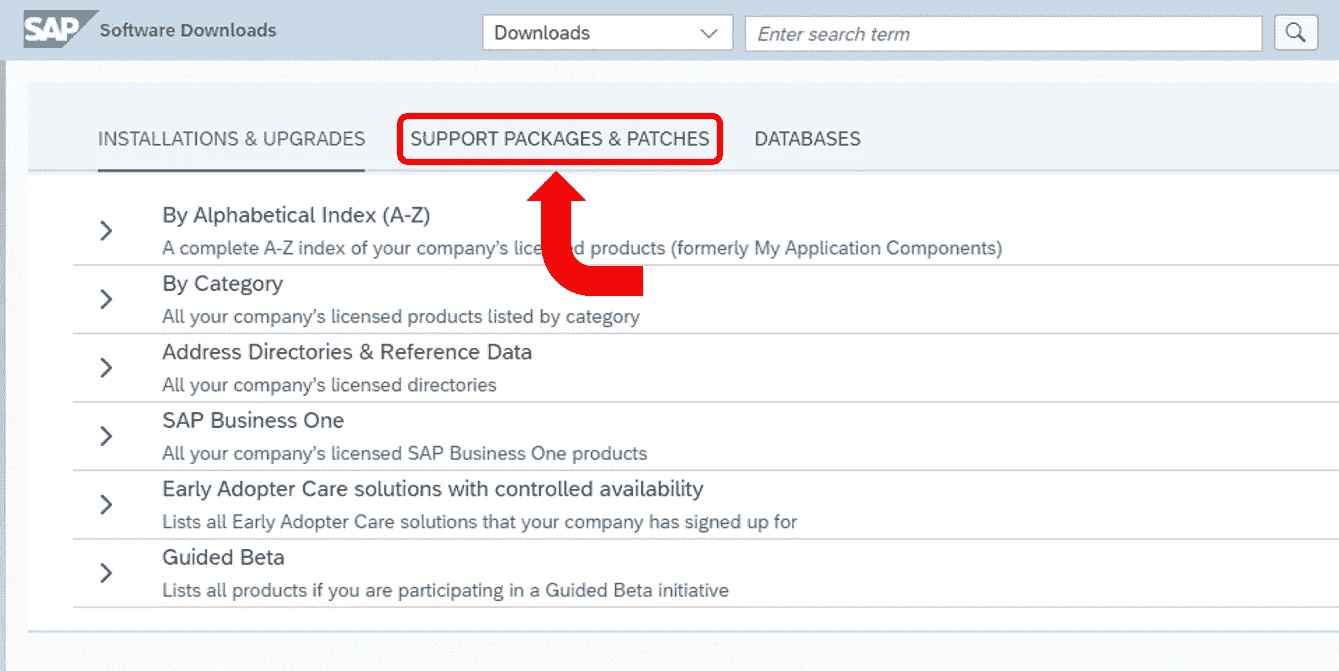 SAP Software Downloads
Downloads
Enter search term
INSTALLATIONS & UPGRADES
SUPPORT PACKAGES & PATCHES
DATABASES
By Alphabetical Index (A-Z)
A complete A-Z index of your company's licensed products (formerly My Application Components)
By Category
All your company's licensed products listed by category
Address Directories & Reference Data
All your company's licensed directories
SAP Business One
All your company's licensed SAP Business One products
Early Adopter Care solutions with controlled availability
Lists all Early Adopter Care solutions that your company has signed up for
Guided Beta
Lists all products if you are participating in a Guided Beta initiative